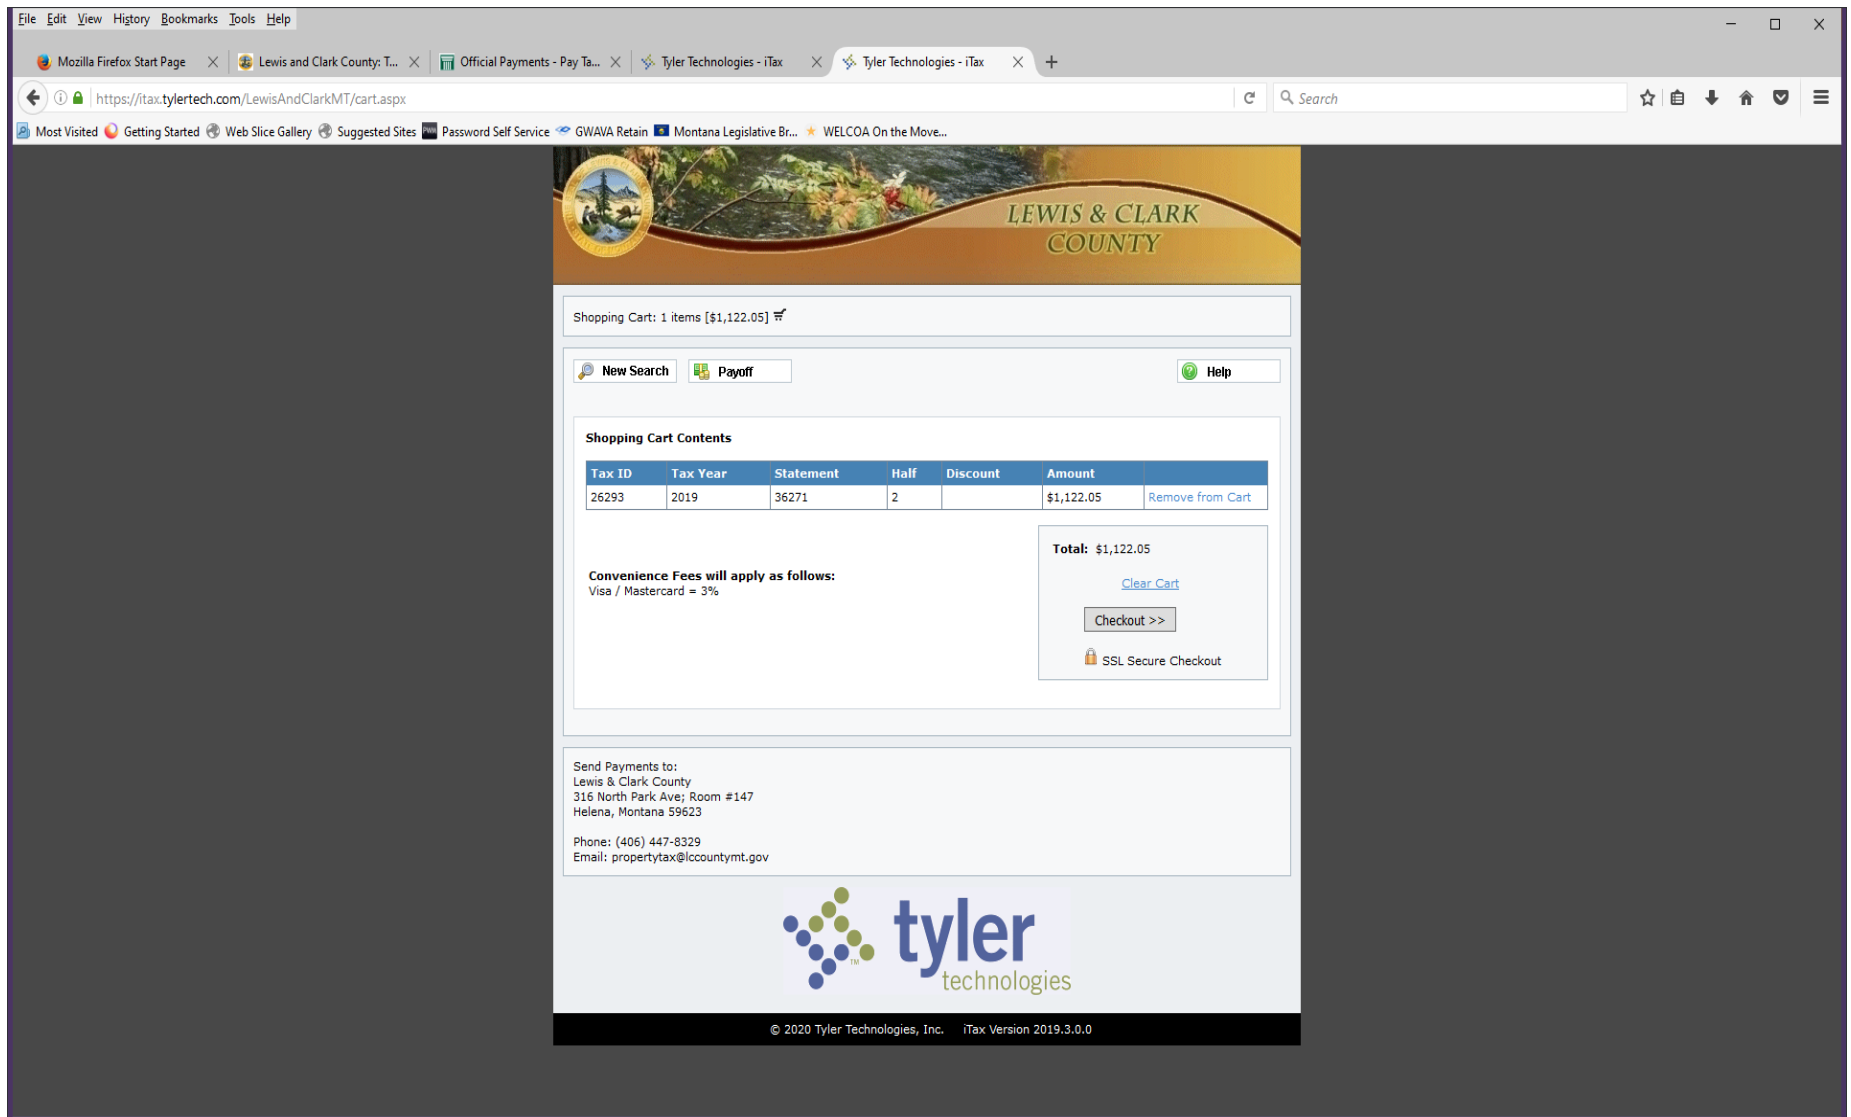 File Edit View History Bookmarks Tools Help
Mozilla Firefox Start Page Lewis and Clark County: T... Official Payments - Pay Ta... Tyler Technologies - iTax Tyler Technologies - iTax
https://itax.tylertech.com/LewisAndClarkMT/cart.aspx Search
Most Visited Getting Started Web Slice Gallery Suggested Sites Password Self Service GWAVA Retain Montana Legislative Br... WELCOA On the Move...
LEWIS & CLARK
COUNTY
Shopping Cart: 1 items [$1,122.05]
New Search Payoff Help
Shopping Cart Contents
Tax ID Tax Year Statement Half Discount Amount
26293 2019 36271 2 $1,122.05 Remove from Cart
Total: $1,122.05
Convenience Fees will apply as follows:
Visa / Mastercard = 3%
Clear Cart
Checkout >>
SSL Secure Checkout
Send Payments to:
Lewis & Clark County
316 North Park Ave; Room #147
Helena, Montana 59623
Phone: (406) 447-8329
Email: propertytax@lccountymt.gov
tyler
technologies
TM
© 2020 Tyler Technologies, Inc. iTax Version 2019.3.0.0